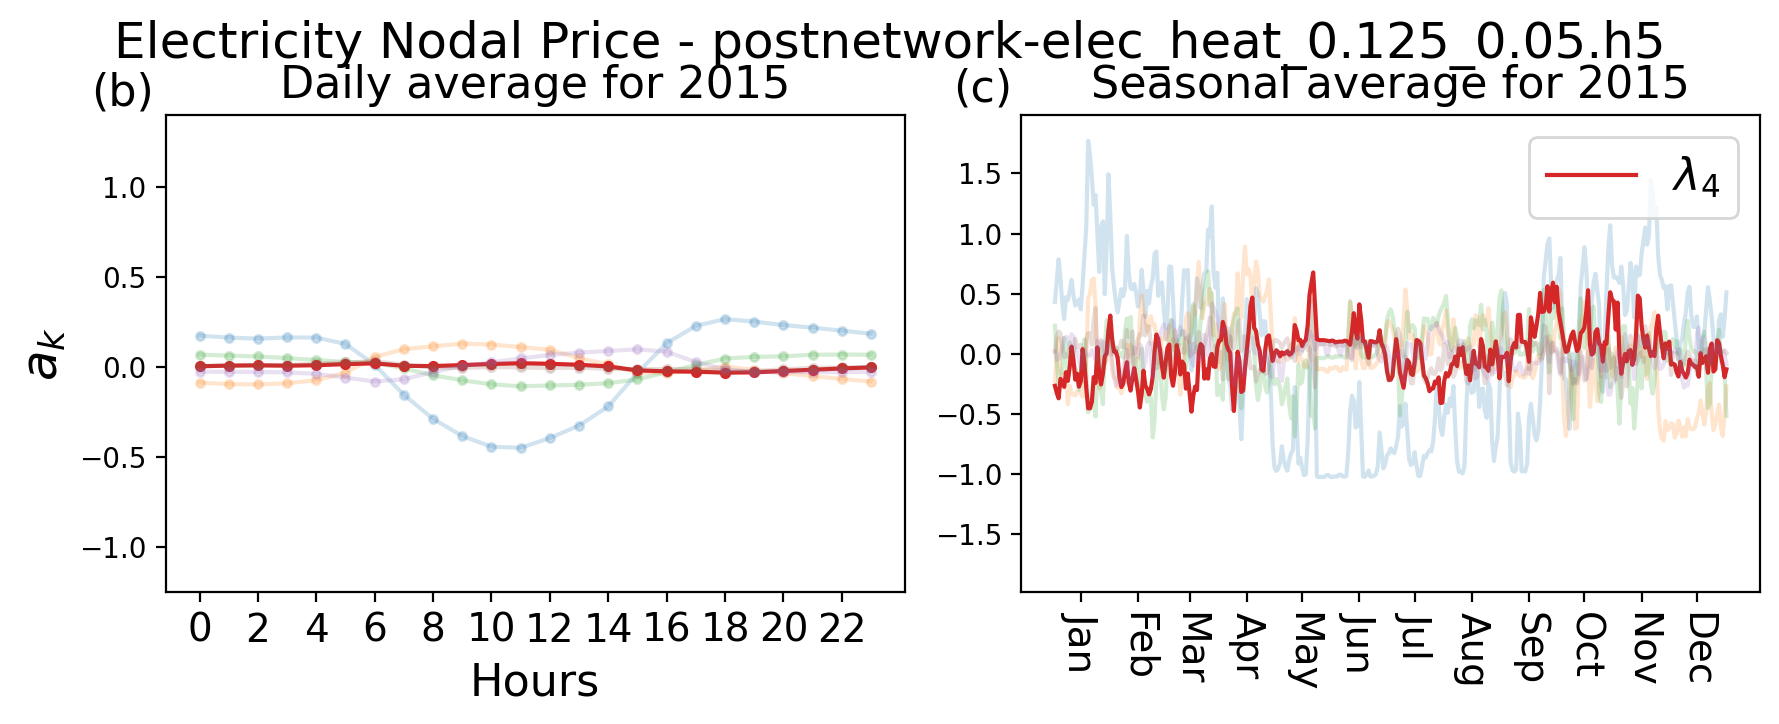 Electricity Nodal Price - postnetwork-elec_heat_0.125_0.05.h5
(b) Daily average for 2015
(c) Seasonal average for 2015
a_k
1.0
0.5
0.0
−0.5
−1.0
0 2 4 6 8 10 12 14 16 18 20 22
Hours
1.5
1.0
0.5
0.0
−0.5
−1.0
−1.5
λ_4
Jan Feb Mar Apr May Jun Jul Aug Sep Oct Nov Dec